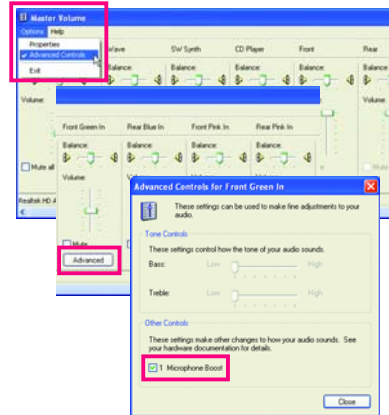 Master Volume
Options Help
Properties
Advanced Controls
Exit
Wave
SW Synth
CD Player
Front
Rear
Balance:
Balance:
Balance:
Balance:
Balance:
Volume:
Mute all
Mute
Realtek HD A
Front Green In
Rear Blue In
Front Pink In
Rear Pink In
Balance:
Balance:
Balance:
Balance:
Volume:
Mute
Advanced
Advanced Controls for Front Green In
These settings can be used to make fine adjustments to your
audio.
Tone Controls
These settings control how the tone of your audio sounds.
Bass:
Low
High
Treble:
Low
High
Other Controls
These settings make other changes to how your audio sounds. See
your hardware documentation for details.
1 Microphone Boost
Close